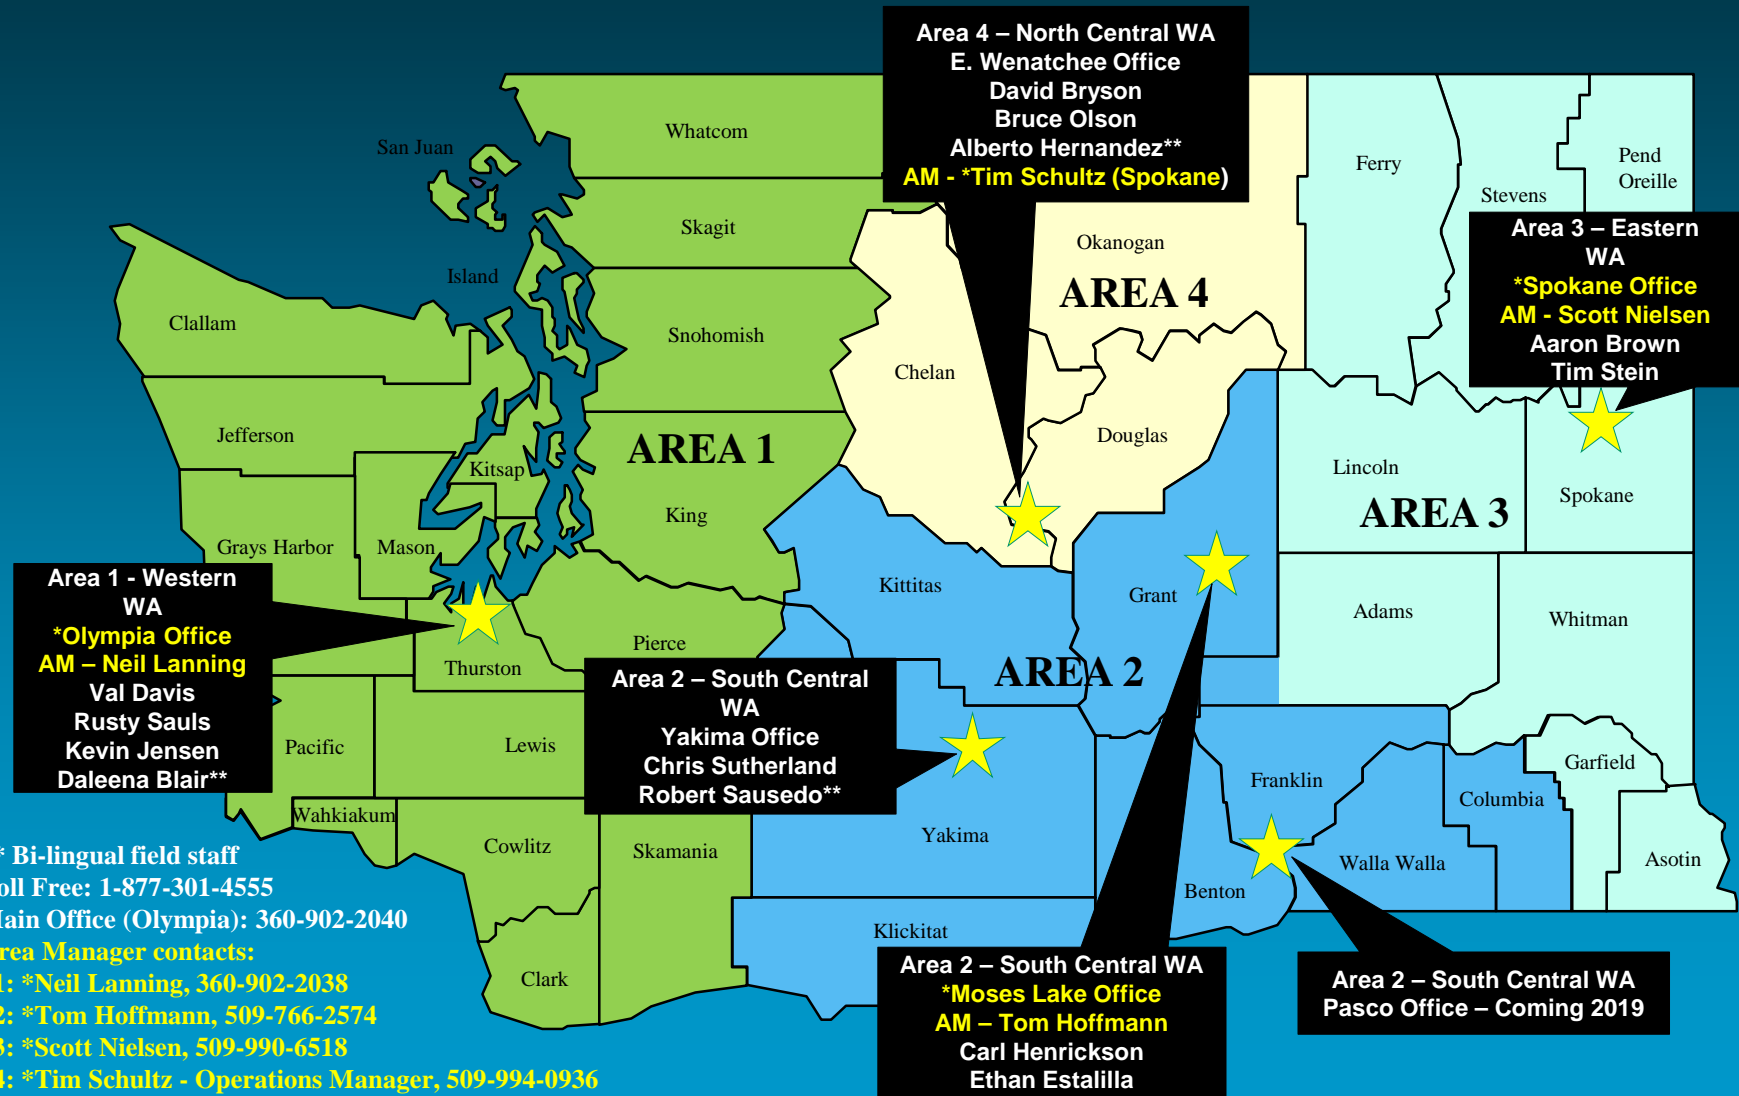 Area 4 – North Central WA
E. Wenatchee Office
David Bryson
Bruce Olson
Alberto Hernandez**
AM - *Tim Schultz (Spokane)
Whatcom
San Juan
Skagit
Island
Clallam
Snohomish
Jefferson
Kitsap
AREA 1
King
Grays Harbor
Mason
Pierce
Thurston
Pacific
Lewis
Wahkiakum
Cowlitz
Skamania
Clark
Okanogan
AREA 4
Chelan
Douglas
Ferry
Stevens
Pend
Oreille
Area 3 – Eastern
WA
*Spokane Office
AM - Scott Nielsen
Aaron Brown
Tim Stein
Lincoln
AREA 3
Spokane
Adams
Whitman
Garfield
Asotin
Kittitas
Grant
AREA 2
Yakima
Klickitat
Benton
Franklin
Walla Walla
Columbia
Area 1 - Western
WA
*Olympia Office
AM – Neil Lanning
Val Davis
Rusty Sauls
Kevin Jensen
Daleena Blair**
Area 2 – South Central
WA
Yakima Office
Chris Sutherland
Robert Sausedo**
Area 2 – South Central WA
*Moses Lake Office
AM – Tom Hoffmann
Carl Henrickson
Ethan Estalilla
Area 2 – South Central WA
Pasco Office – Coming 2019
* Bi-lingual field staff
oll Free: 1-877-301-4555
ain Office (Olympia): 360-902-2040
rea Manager contacts:
1: *Neil Lanning, 360-902-2038
2: *Tom Hoffmann, 509-766-2574
3: *Scott Nielsen, 509-990-6518
4: *Tim Schultz - Operations Manager, 509-994-0936